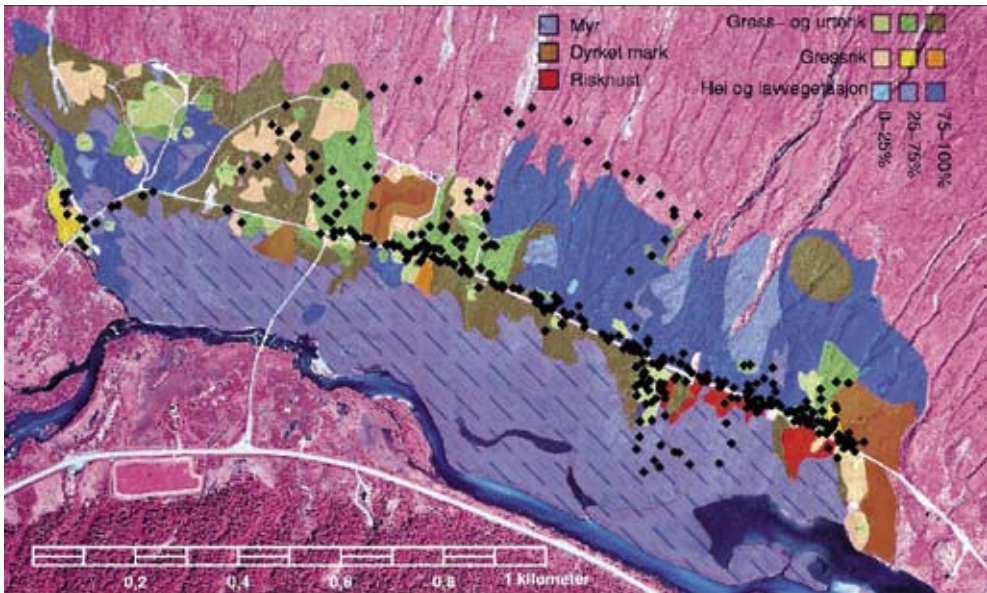 Myr
Dyrket mark
Risknust
Gress- og urterik
Gressrik
Hei og lavvegetasjon
0-25%
25-75%
75-100%
0,2 0,4 0,6 0,8 1 kilometer